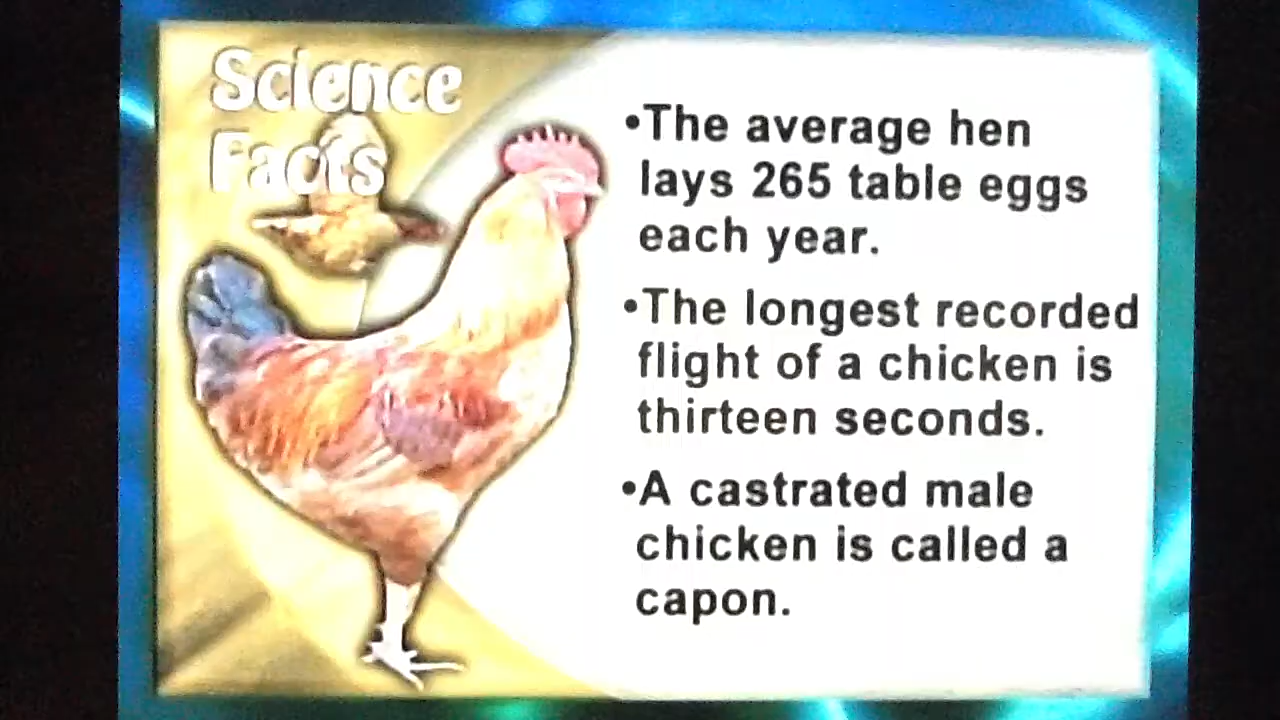 Science
Facts
•The average hen
lays 265 table eggs
each year.
•The longest recorded
flight of a chicken is
thirteen seconds.
•A castrated male
chicken is called a
capon.